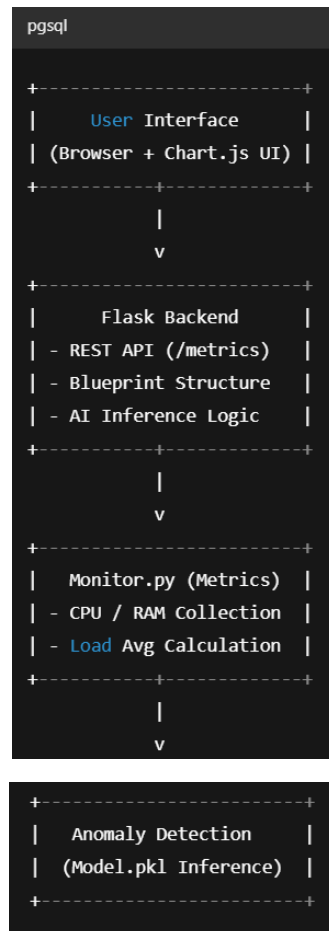 pgsql
+--------------------------+
|      User Interface      |
| (Browser + Chart.js UI) |
+-----------+--------------+
|
v
+--------------------------+
|       Flask Backend      |
| - REST API (/metrics)   |
| - Blueprint Structure   |
| - AI Inference Logic    |
+-----------+--------------+
|
v
+--------------------------+
|   Monitor.py (Metrics)  |
| - CPU / RAM Collection  |
| - Load Avg Calculation  |
+-----------+--------------+
|
v
+--------------------------+
|   Anomaly Detection     |
|  (Model.pkl Inference)  |
+--------------------------+